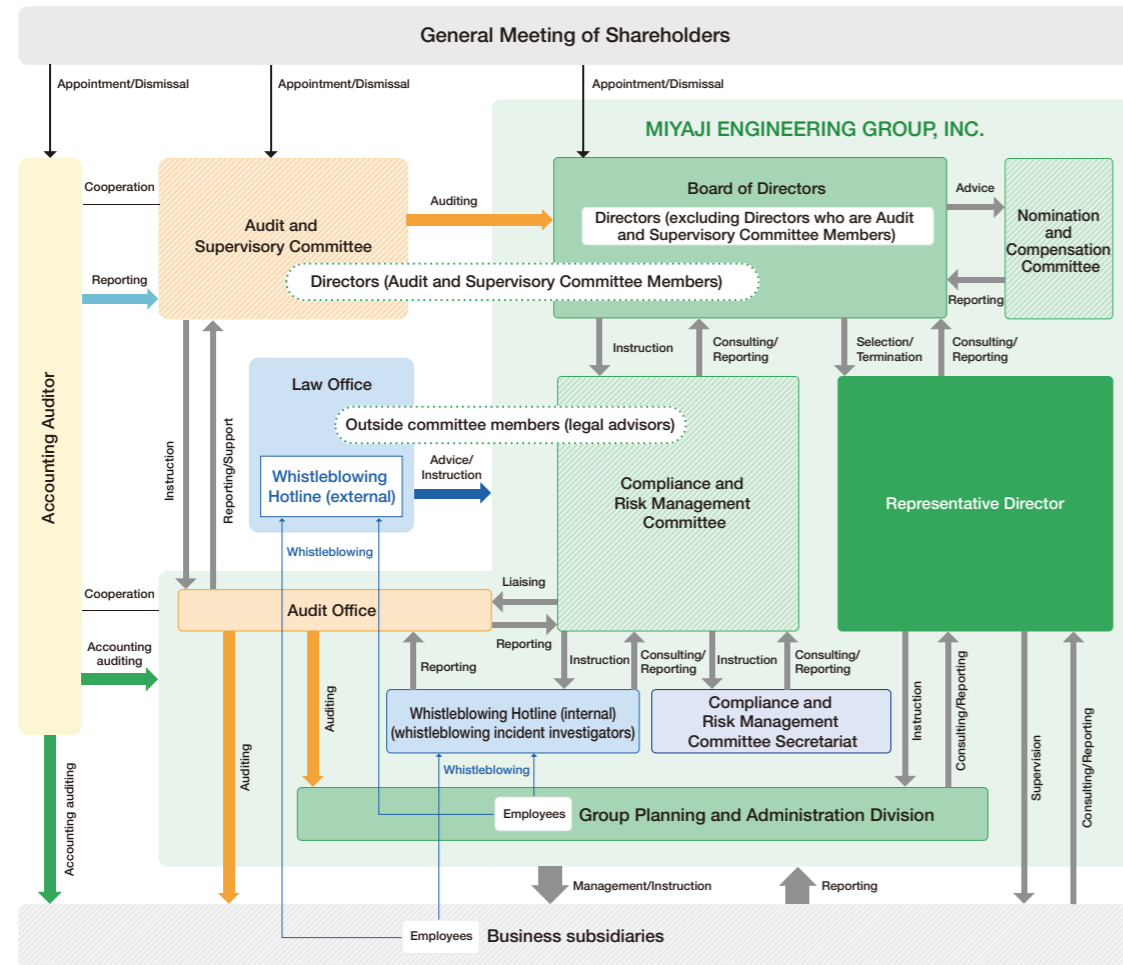 General Meeting of Shareholders
Appointment/Dismissal
Appointment/Dismissal
Appointment/Dismissal
MIYAJI ENGINEERING GROUP, INC.
Accounting Auditor
Cooperation
Reporting
Audit and
Supervisory Committee
Auditing
Board of Directors
Directors (excluding Directors who are Audit
and Supervisory Committee Members)
Directors (Audit and Supervisory Committee Members)
Advice
Reporting
Nomination
and
Compensation
Committee
Instruction
Consulting/
Reporting
Selection/
Termination
Consulting/
Reporting
Instruction
Reporting/Support
Law Office
Outside committee members (legal advisors)
Whistleblowing
Hotline (external)
Advice/
Instruction
Whistleblowing
Compliance and
Risk Management
Committee
Representative Director
Cooperation
Accounting
auditing
Audit Office
Liaising
Reporting
Reporting
Instruction
Consulting/
Reporting
Instruction
Consulting/
Reporting
Auditing
Auditing
Whistleblowing Hotline (internal)
(whistleblowing incident investigators)
Compliance and
Risk Management
Committee Secretariat
Whistleblowing
Instruction
Consulting/Reporting
Supervision
Consulting/Reporting
Accounting auditing
Employees
Group Planning and Administration Division
Management/Instruction
Reporting
Employees
Business subsidiaries